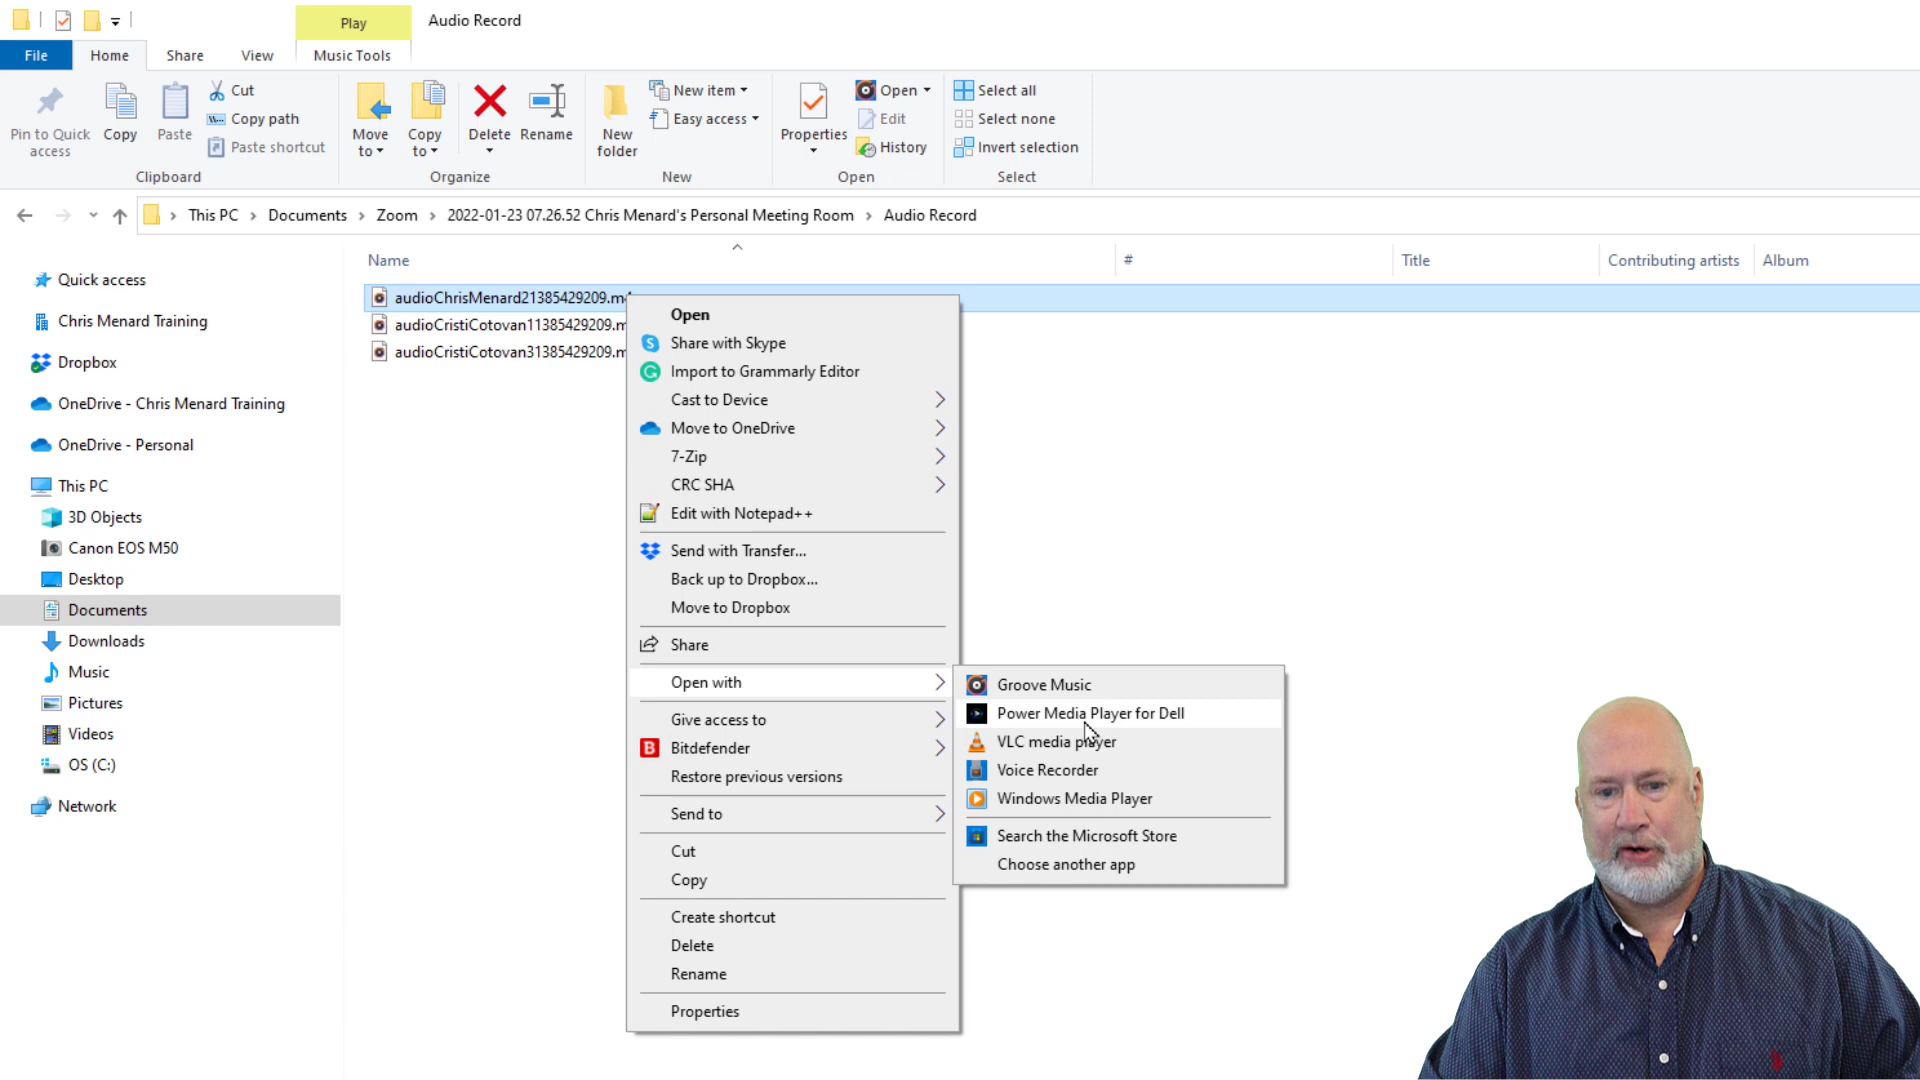 Play
Audio Record
File
Home
Share
View
Music Tools
Pin to Quick
access
Copy
Paste
Cut
Copy path
Paste shortcut
Clipboard
Move
to
Copy
to
Delete
Rename
Organize
New
folder
New item
Easy access
New
Properties
Open
Edit
History
Open
Select all
Select none
Invert selection
Select
This PC > Documents > Zoom > 2022-01-23 07.26.52 Chris Menard's Personal Meeting Room > Audio Record
Name
#
Title
Contributing artists
Album
Quick access
Chris Menard Training
Dropbox
OneDrive - Chris Menard Training
OneDrive - Personal
This PC
3D Objects
Canon EOS M50
Desktop
Documents
Downloads
Music
Pictures
Videos
OS (C:)
Network
audioChrisMenard21385429209.m4
audioCristiCotovan11385429209.m
audioCristiCotovan31385429209.m
Open
Share with Skype
Import to Grammarly Editor
Cast to Device
Move to OneDrive
7-Zip
CRC SHA
Edit with Notepad++
Send with Transfer...
Back up to Dropbox...
Move to Dropbox
Share
Open with
Give access to
Bitdefender
Restore previous versions
Send to
Cut
Copy
Create shortcut
Delete
Rename
Properties
Groove Music
Power Media Player for Dell
VLC media player
Voice Recorder
Windows Media Player
Search the Microsoft Store
Choose another app